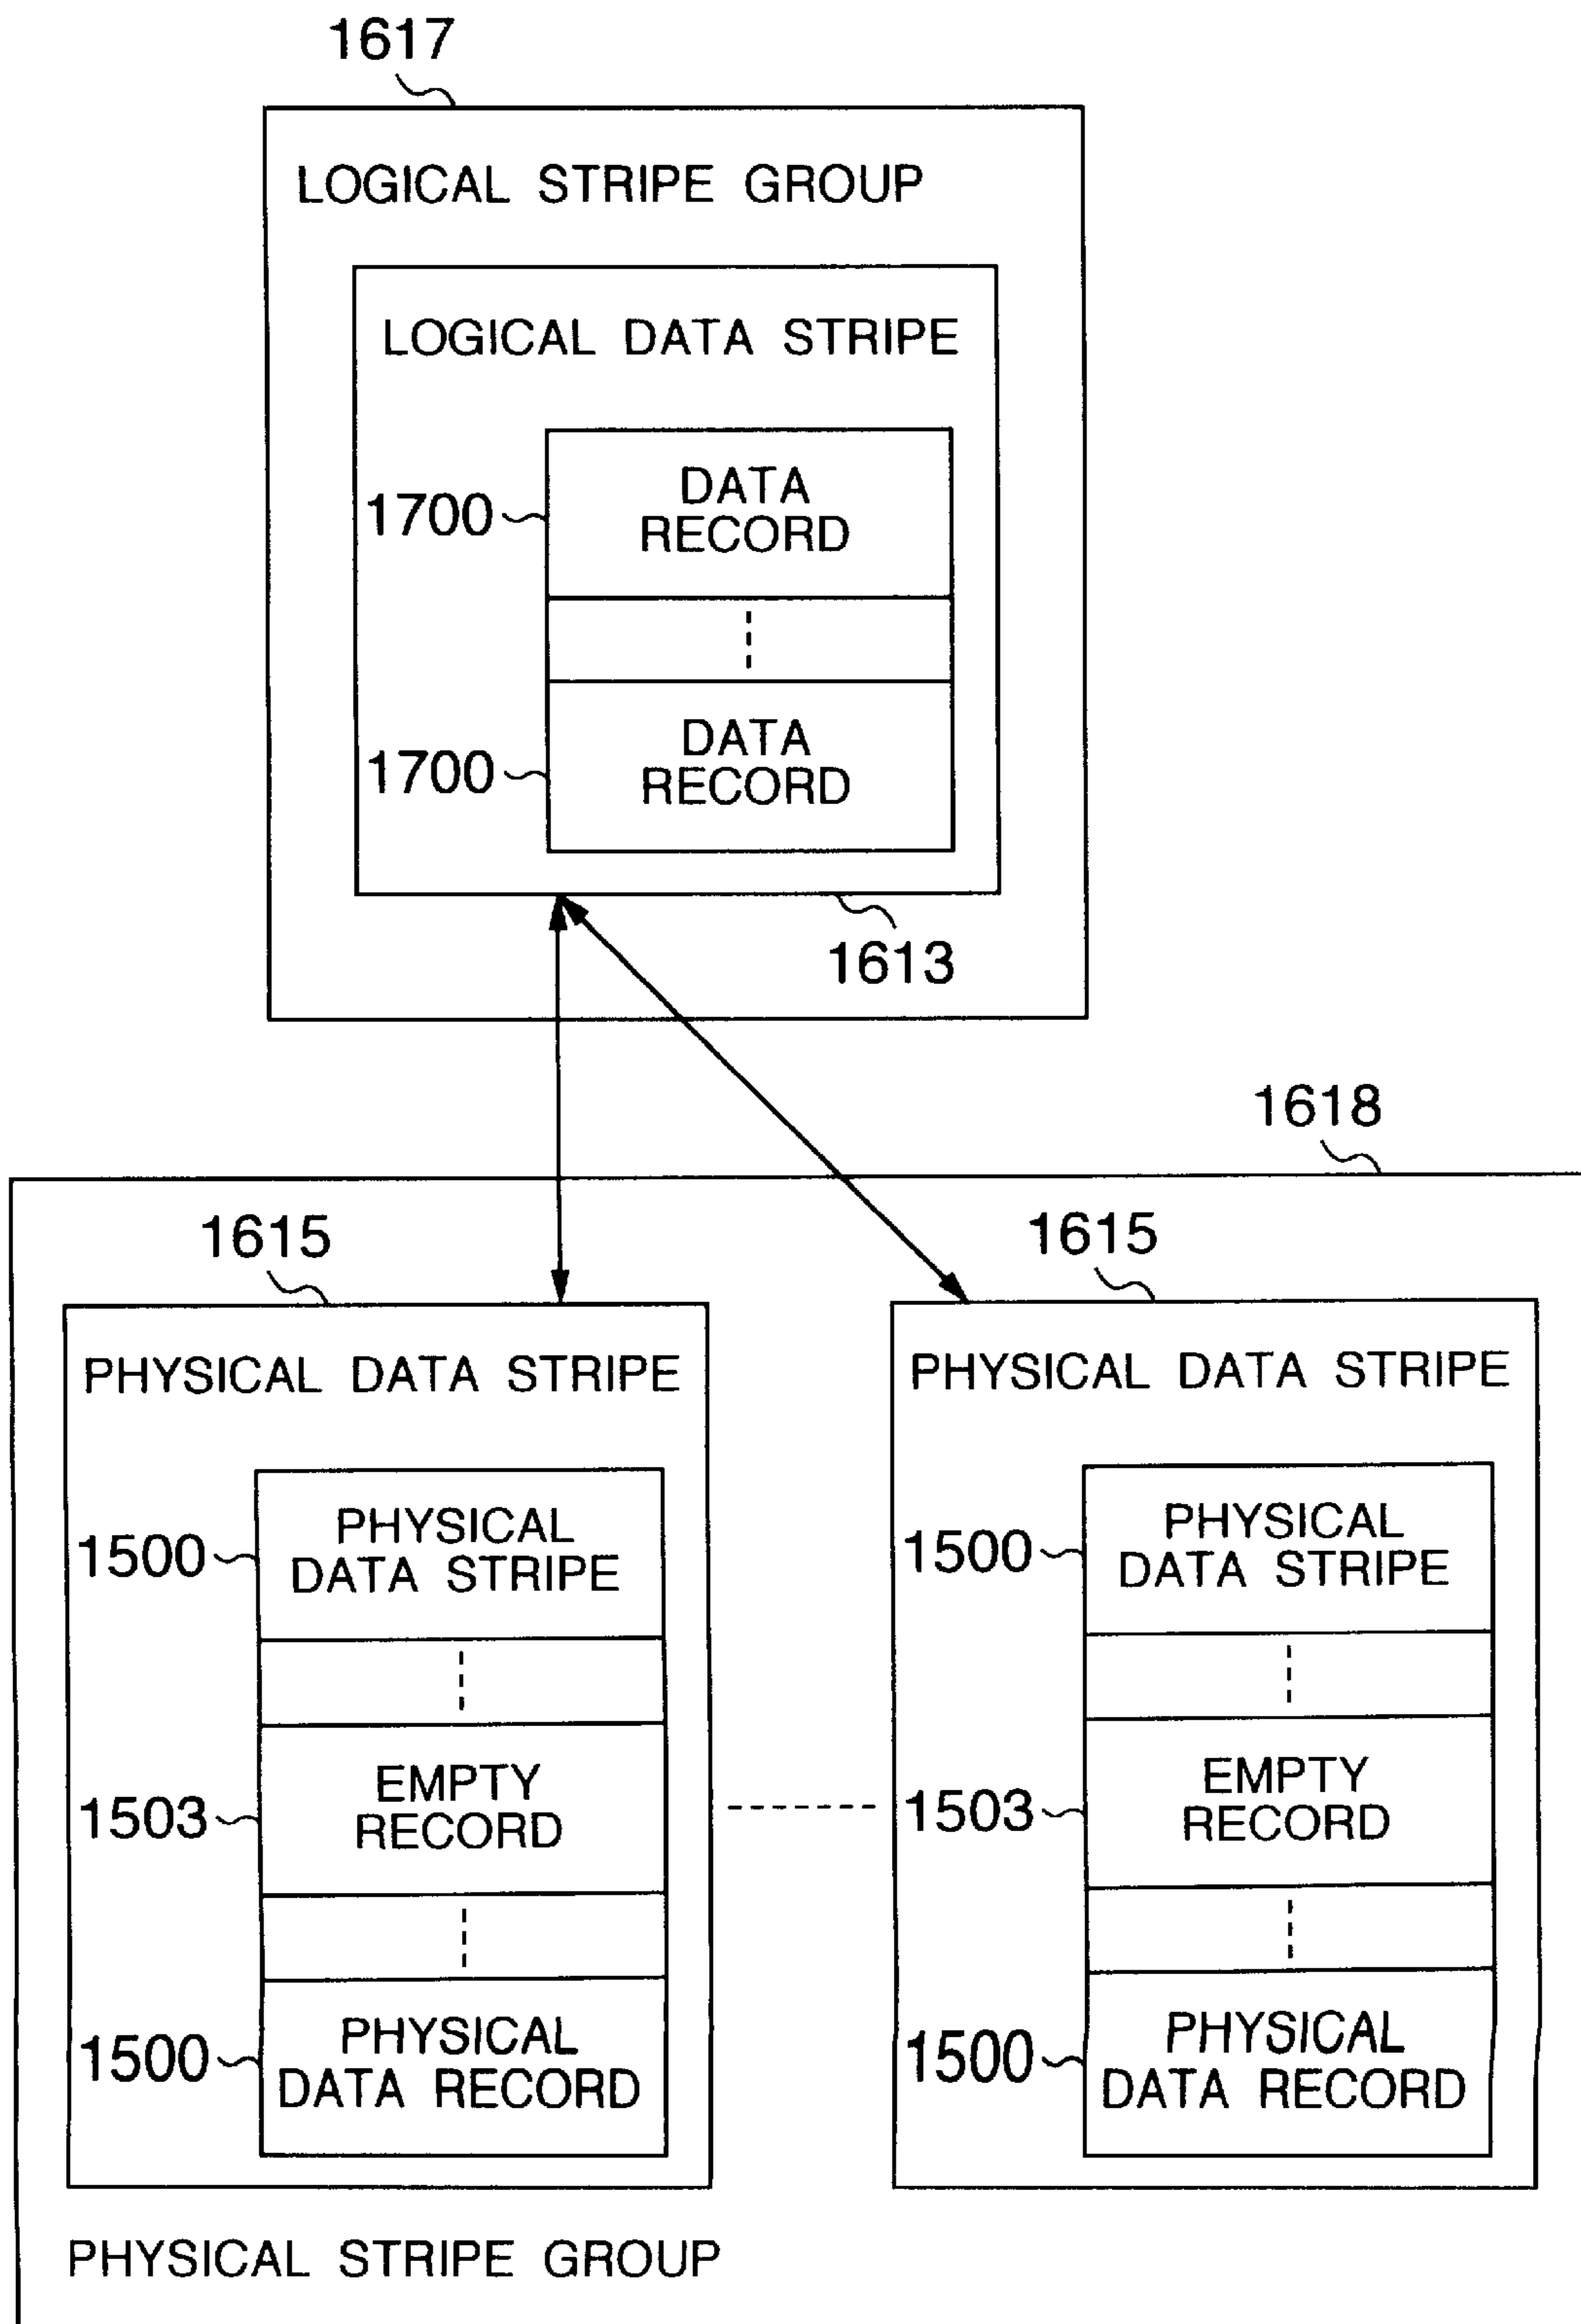 1617
LOGICAL STRIPE GROUP
LOGICAL DATA STRIPE
1700
DATA
RECORD
1700
DATA
RECORD
1613
1618
1615
1615
PHYSICAL DATA STRIPE
PHYSICAL DATA STRIPE
1500
PHYSICAL
DATA STRIPE
1500
PHYSICAL
DATA STRIPE
1503
EMPTY
RECORD
1503
EMPTY
RECORD
1500
PHYSICAL
DATA RECORD
1500
PHYSICAL
DATA RECORD
PHYSICAL STRIPE GROUP